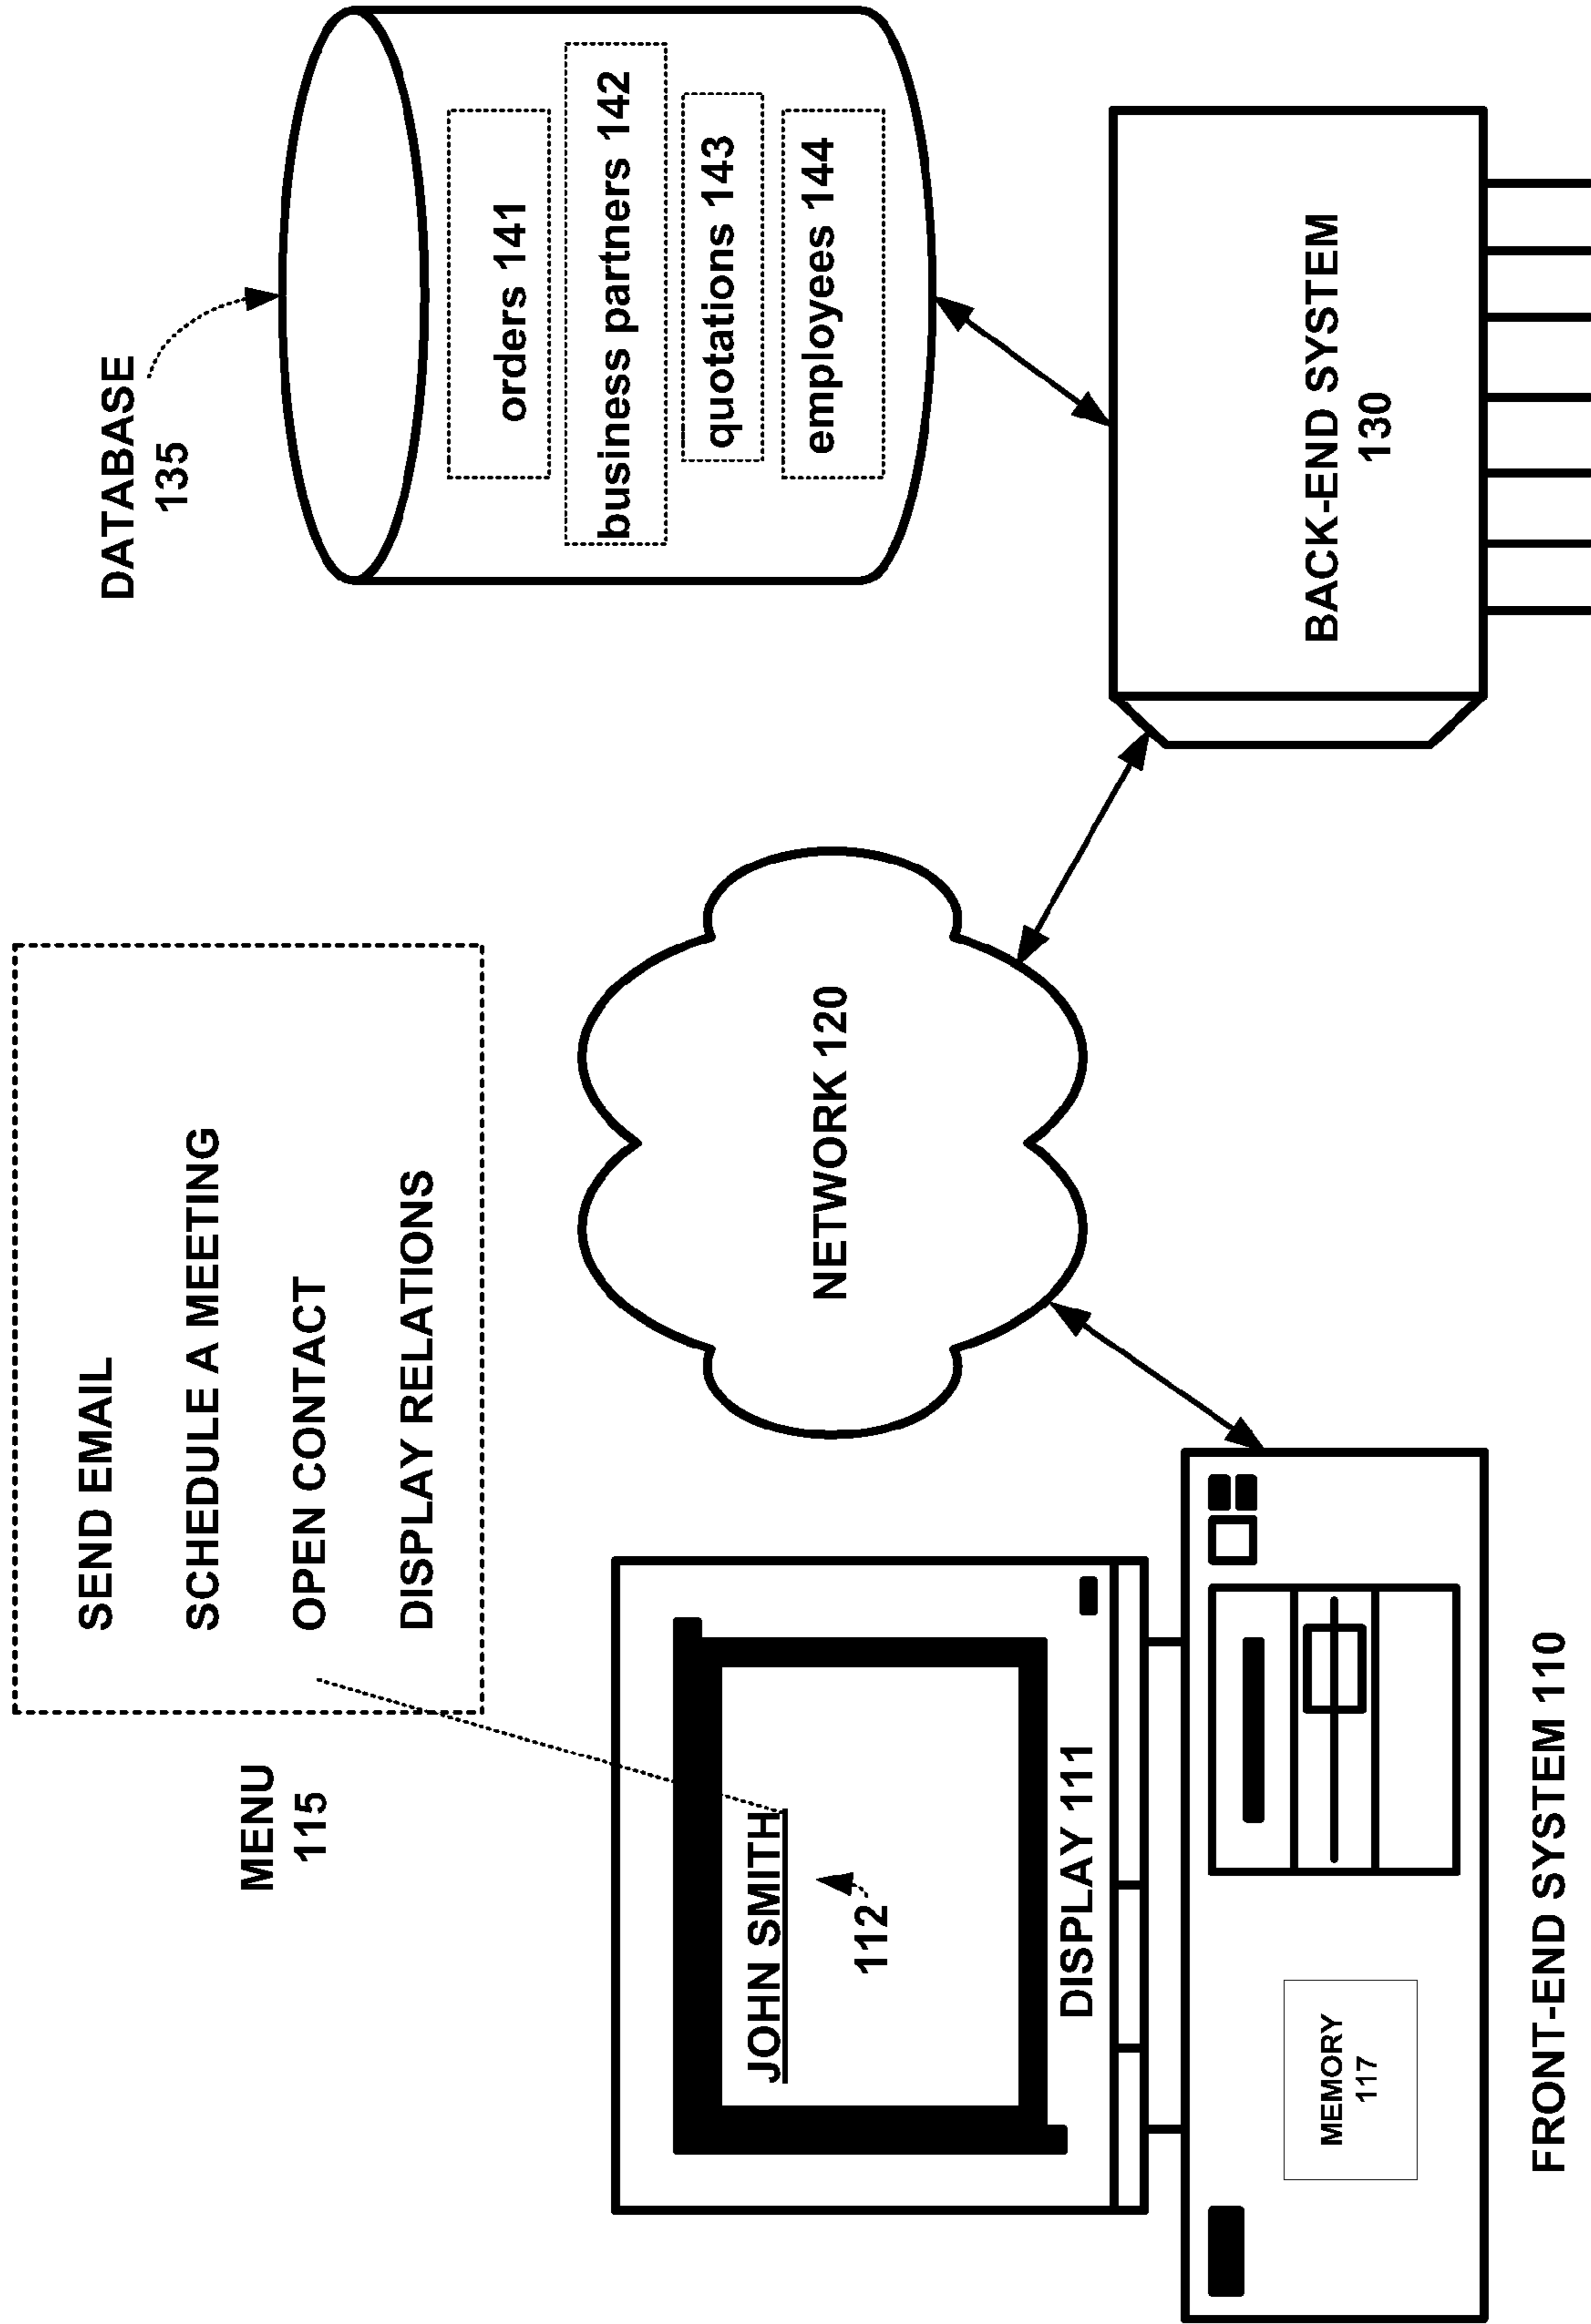 SEND EMAIL
SCHEDULE A MEETING
OPEN CONTACT
DISPLAY RELATIONS
MENU
115
DATABASE
135
orders 141
business partners 142
quotations 143
employees 144
JOHN SMITH
112
DISPLAY 111
NETWORK 120
BACK-END SYSTEM
130
MEMORY
117
FRONT-END SYSTEM 110